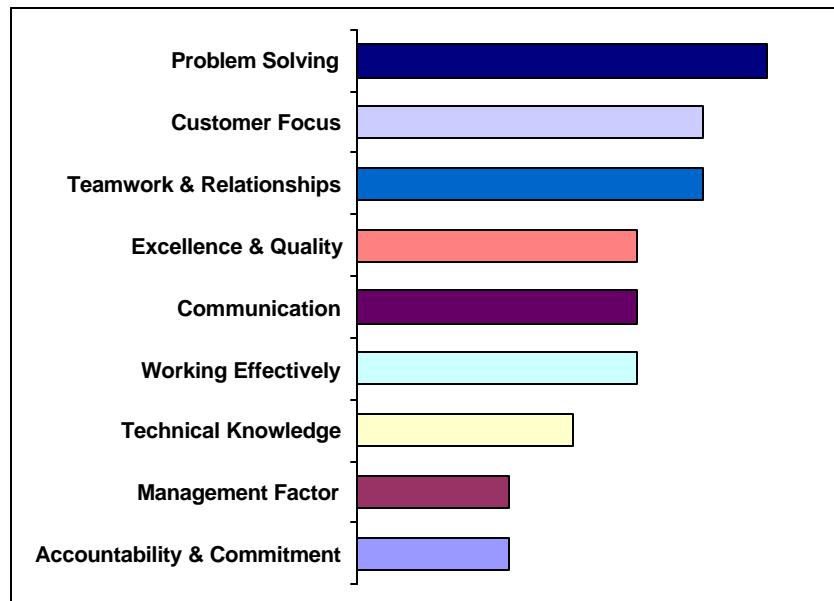 Problem Solving
Customer Focus
Teamwork & Relationships
Excellence & Quality
Communication
Working Effectively
Technical Knowledge
Management Factor
Accountability & Commitment